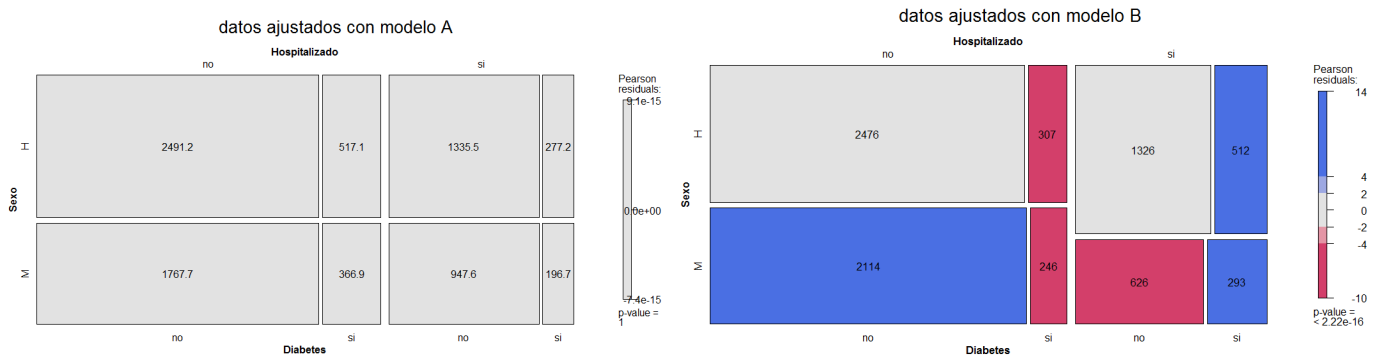 datos ajustados con modelo A
Hospitalizado
no si
Sexo
H
M
2491.2 517.1 1335.5 277.2
1767.7 366.9 947.6 196.7
no si no si
Diabetes
Pearson
residuals:
9.1e-15
0.0e+00
-7.4e-15
p-value =
1
datos ajustados con modelo B
Hospitalizado
no si
Sexo
H
M
2476 307 1326 512
2114 246 626 293
no si no si
Diabetes
Pearson
residuals:
14
4
2
0
-2
-4
-10
p-value =
< 2.22e-16